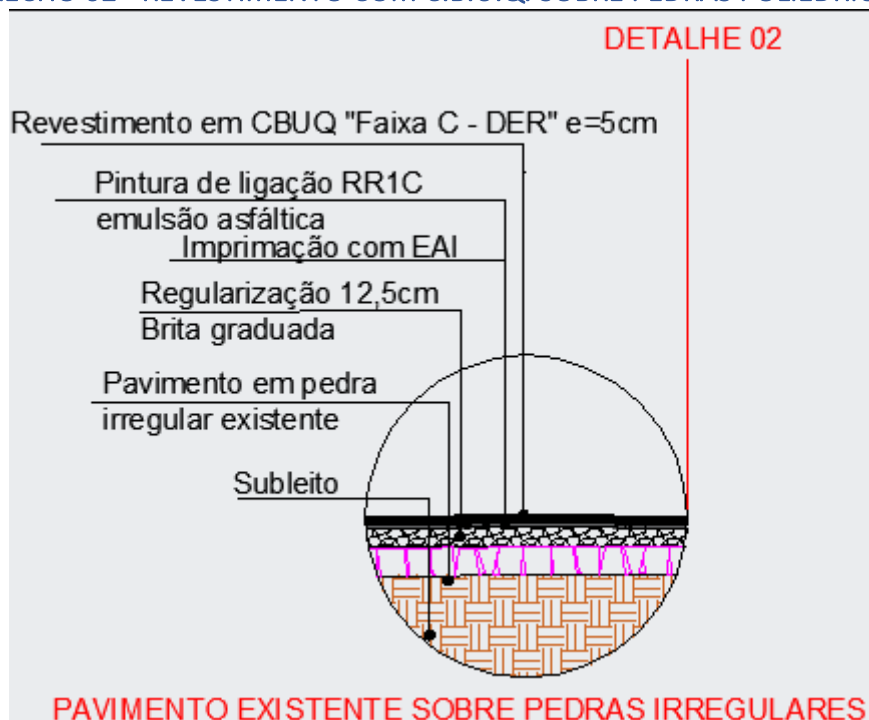 DETALHE 02
Revestimento em CBUQ "Faixa C - DER" e=5cm
Pintura de ligação RR1C
emulsão asfáltica
Imprimação com EAI
Regularização 12,5cm
Brita graduada
Pavimento em pedra
irregular existente
Subleito
PAVIMENTO EXISTENTE SOBRE PEDRAS IRREGULARES